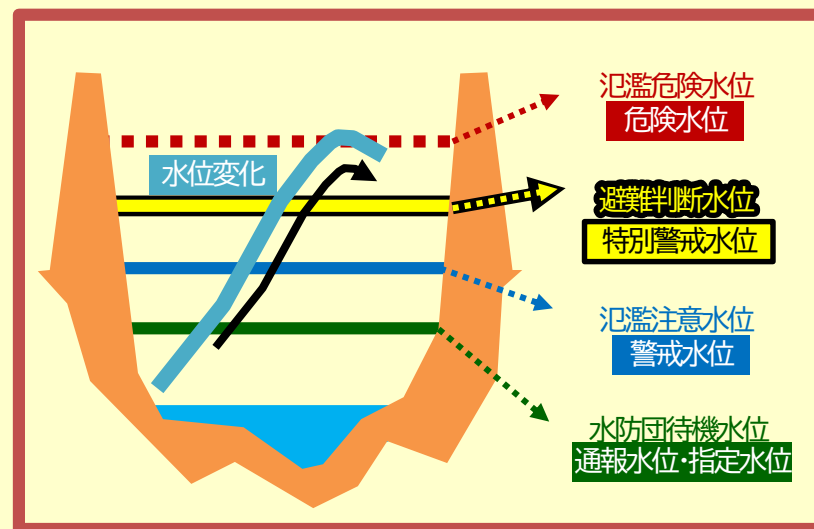 氾濫危険水位
危険水位
水位変化
避難判断水位
特別警戒水位
氾濫注意水位
警戒水位
水防団待機水位
通報水位・指定水位